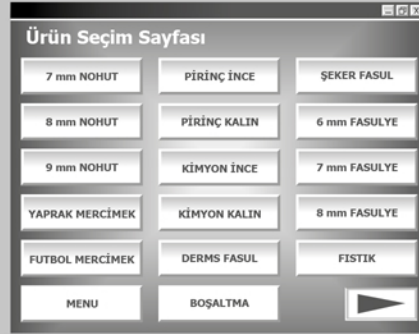 Ürün Seçim Sayfası
7 mm NOHUT
PİRİNÇ İNCE
ŞEKER FASUL
8 mm NOHUT
PİRİNÇ KALIN
6 mm FASULYE
9 mm NOHUT
KİMYON İNCE
7 mm FASULYE
YAPRAK MERCİMEK
KİMYON KALIN
8 mm FASULYE
FUTBOL MERCİMEK
DERMS FASUL
FISTIK
MENU
BOŞALTMA